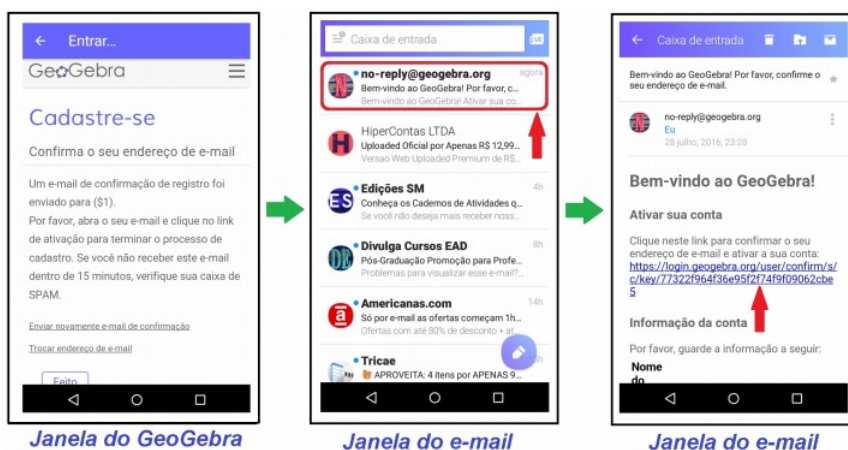 Entrar...
GeoGebra
Cadastre-se
Confirma o seu endereço de e-mail
Um e-mail de confirmação de registro foi
enviado para ($1).
Por favor, abra o seu e-mail e clique no link
de ativação para terminar o processo de
cadastro. Se você não receber este e-mail
dentro de 15 minutos, verifique sua caixa de
SPAM.
Enviar novamente e-mail de confirmação
Trocar endereço de e-mail
Feito
Janela do GeoGebra
Caixa de entrada
no-reply@geogebra.org agora
Bem-vindo ao GeoGebra! Por favor, c...
Bem-vindo ao GeoGebra! Ativar sua co...
HiperContas LTDA
Uploaded Oficial por Apenas R$ 12,99...
Versao Web Uploaded Premium de R$...
Edições SM 4h
Conheça os Cadernos de Atividades q...
Se você não deseja mais receber noss...
Divulga Cursos EAD 8h
Pós-Graduação Promoção para Profe...
Problemas para visualizar esse e-mail?...
Americanas.com 14h
Só por e-mail as ofertas começam 1h...
Ofertas com até 80% de desconto + at...
Tricae
APROVEITA: 4 itens por APENAS 9...
Janela do e-mail
Caixa de entrada
Bem-vindo ao GeoGebra! Por favor, confirme o
seu endereço de e-mail.
no-reply@geogebra.org
Eu
28 julho, 2016, 23:28
Bem-vindo ao GeoGebra!
Ativar sua conta
Clique neste link para confirmar o seu
endereço de e-mail e ativar a sua conta:
https://login.geogebra.org/user/confirm/s/
c/key/77322f964f36e95f2f74f9f09062cbe
5
Informação da conta
Por favor, guarde a informação a seguir:
Nome
do
Janela do e-mail